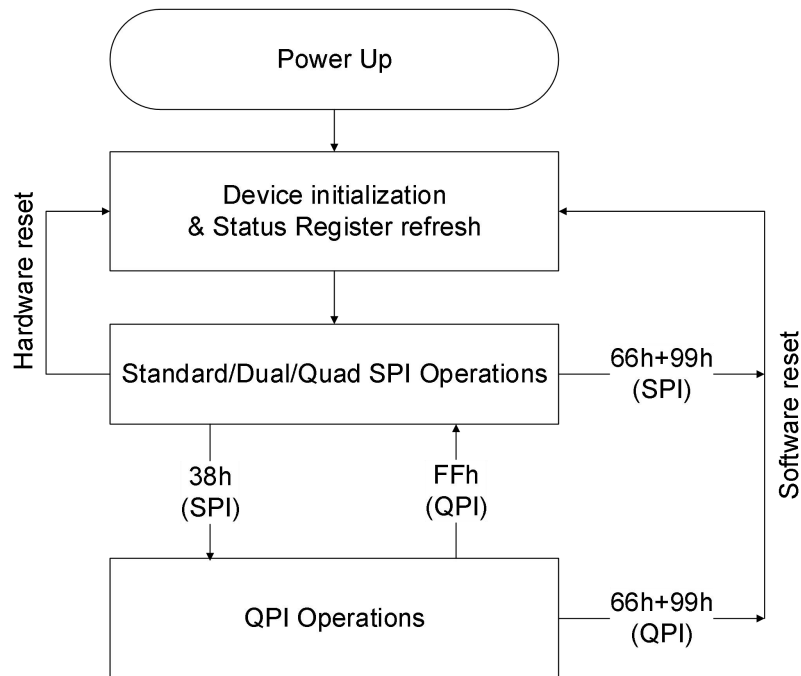 Power Up
Device initialization
& Status Register refresh
Hardware reset
Standard/Dual/Quad SPI Operations
66h+99h
(SPI)
Software reset
38h
(SPI)
FFh
(QPI)
QPI Operations
66h+99h
(QPI)